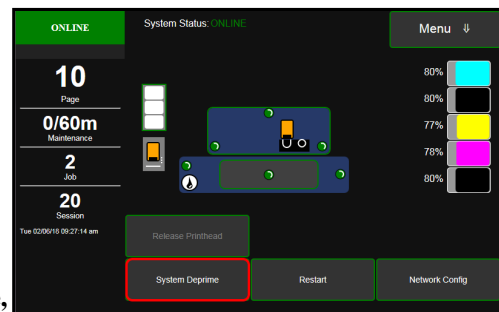 ONLINE
System Status: ONLINE
Menu ⇓
10
Page
0/60m
Maintenance
2
Job
20
Session
Tue 02/06/18 09:27:14 am
80%
80%
77%
78%
80%
Release Printhead
System Deprime
Restart
Network Config
,